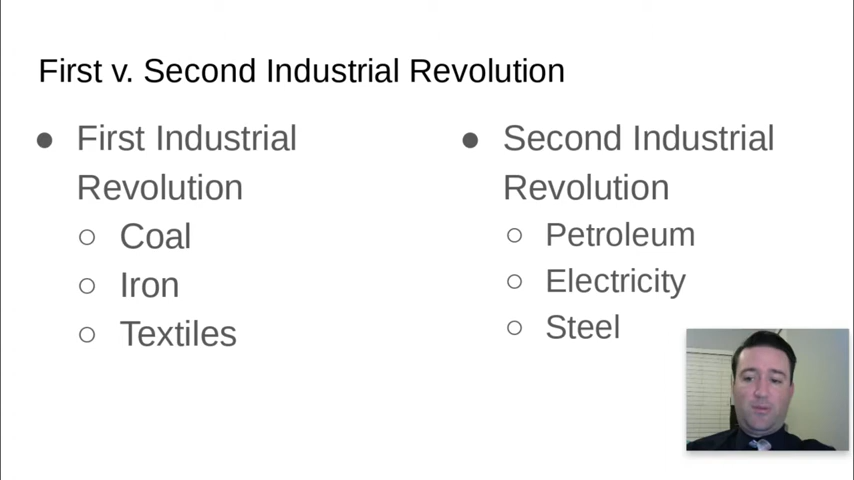 First v. Second Industrial Revolution
● First Industrial
Revolution
○ Coal
○ Iron
○ Textiles
● Second Industrial
Revolution
○ Petroleum
○ Electricity
○ Steel